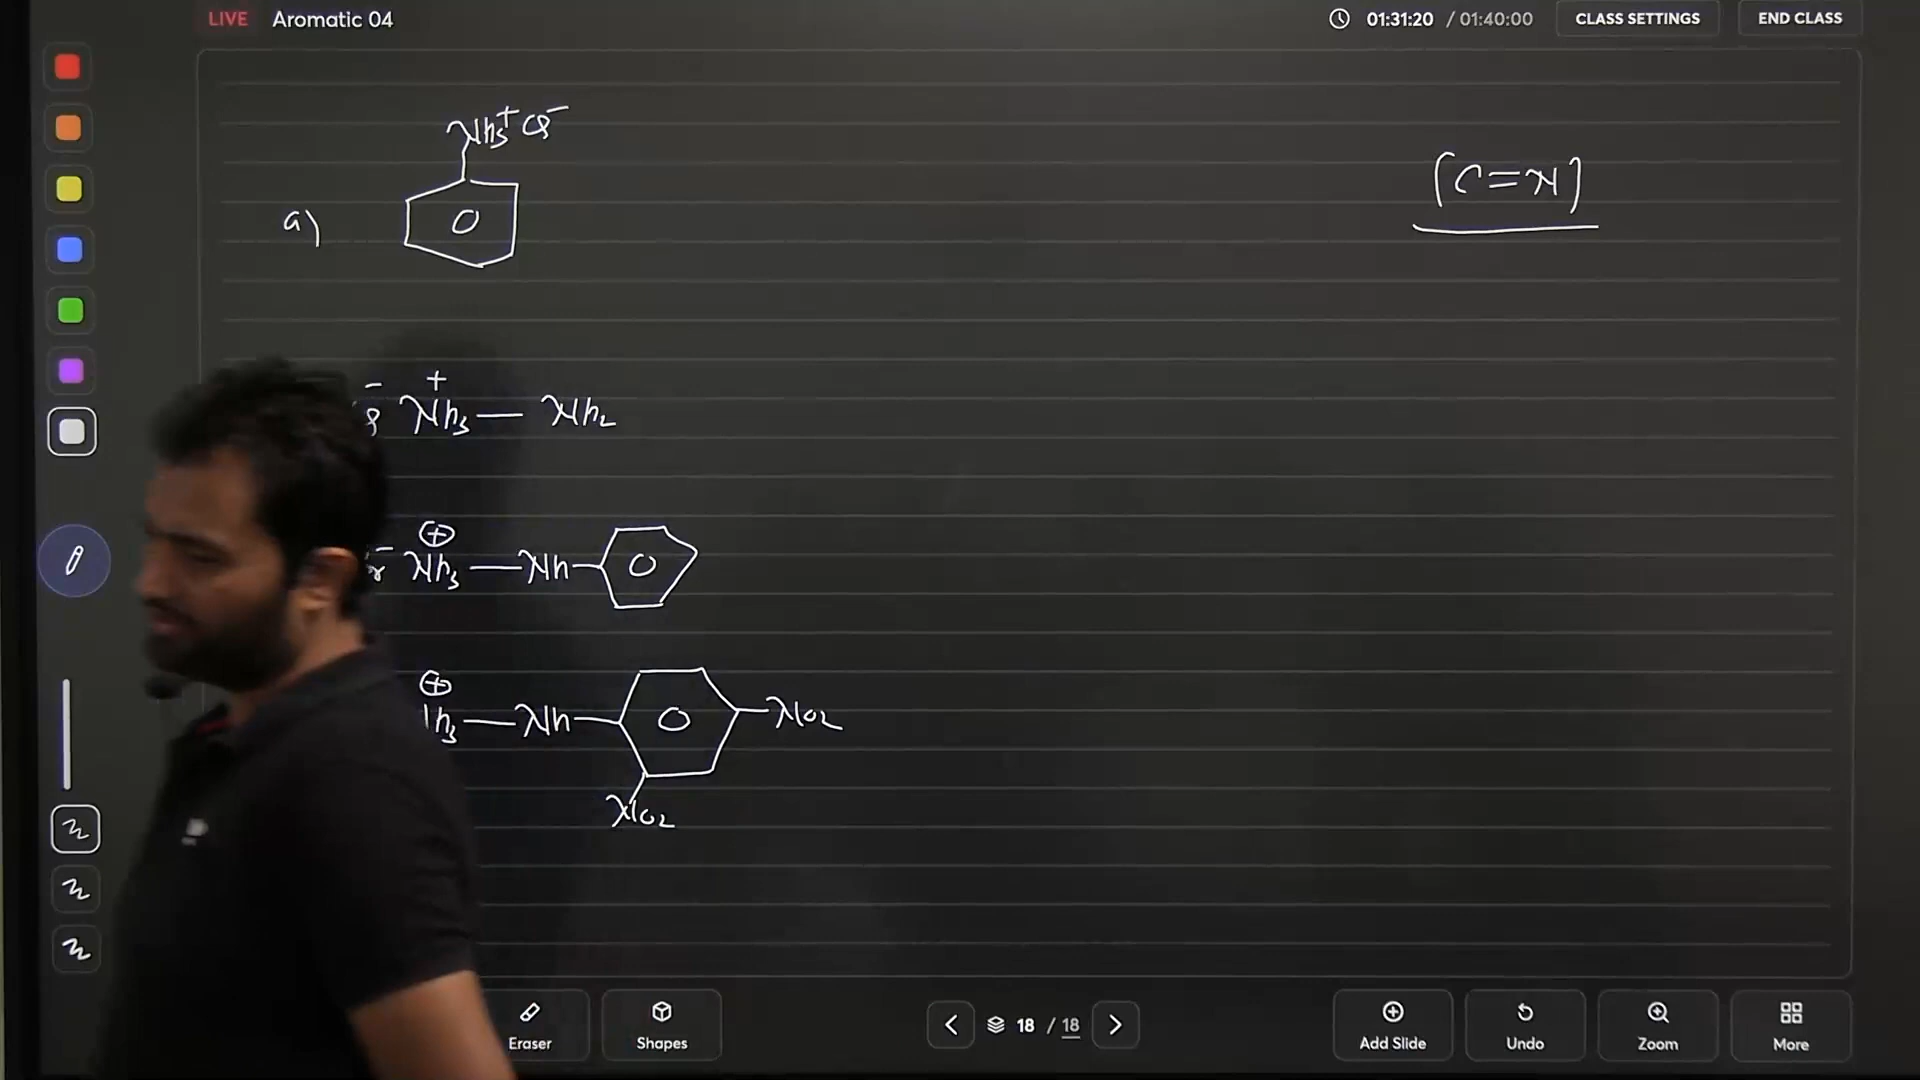 LIVE Aromatic 04
01:31:20 / 01:40:00
CLASS SETTINGS
END CLASS
Nh₃⁺ Cl⁻
a)
(C=N)
Nh₃⁺ — Nh₂
Nh₃⊕ — Nh
⊕
h₃ — Nh — NO₂
NO₂
Eraser
Shapes
18 / 18
Add Slide
Undo
Zoom
More